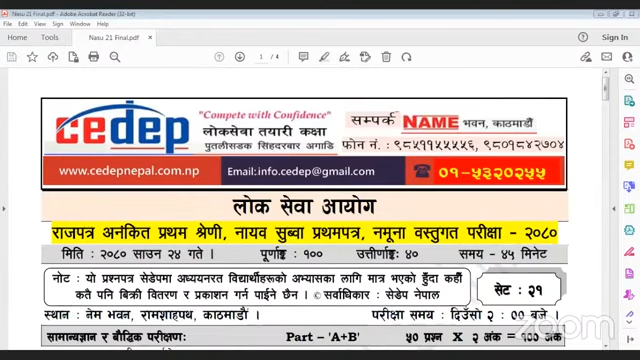 Nasu 21 Final.pdf - Adobe Acrobat Reader (32-bit)
File Edit View Sign Window Help
Home Tools Nasu 21 Final.pdf × Sign In
1 / 4
cedep
"Compete with Confidence"
लोकसेवा तयारी कक्षा
पुतलीसडक सिंहदरबार अगाडि
सम्पर्क NAME भवन, काठमाडौं
फोन नं. : ९८५११५५५५६, ९८०१८४२७०४
www.cedepnepal.com.np Email:info.cedep@gmail.com ०१-५३२०२५५
लोक सेवा आयोग
राजपत्र अनंकित प्रथम श्रेणी, नायव सुब्वा प्रथमपत्र, नमूना वस्तुगत परीक्षा - २०८०
मिति : २०८० साउन २४ गते । पूर्णाङ्क: १०० उत्तीर्णाङ्क: ४० समय - ४५ मिनेट
नोट : यो प्रश्नपत्र सेडेपमा अध्ययनरत विद्यार्थीहरूको अभ्यासका लागि मात्र भएको हुँदा कहीं
कतै पनि बिक्री वितरण र प्रकाशन गर्न पाईने छैन । © सर्वाधिकार : सेडेप नेपाल
सेट : २१
स्थान : नेम भवन, रामशाहपथ, काठमाडौं । परीक्षा समय : दिउँसो २ : ०० बजे ।
सामान्यज्ञान र बौद्धिक परीक्षण: Part - 'A+B' ५० प्रश्न X २ अंक = १०० अंक
zoom